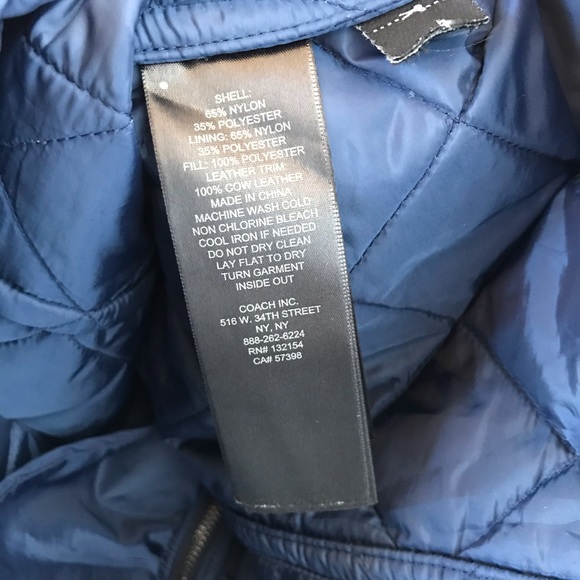 SHELL:
65% NYLON
35% POLYESTER
LINING: 65% NYLON
35% POLYESTER
FILL: 100% POLYESTER
LEATHER TRIM:
100% COW LEATHER
MADE IN CHINA
MACHINE WASH COLD
NON CHLORINE BLEACH
COOL IRON IF NEEDED
DO NOT DRY CLEAN
LAY FLAT TO DRY
TURN GARMENT
INSIDE OUT
COACH INC.
516 W. 34TH STREET
NY, NY
888-262-6224
RN# 132154
CA# 57398